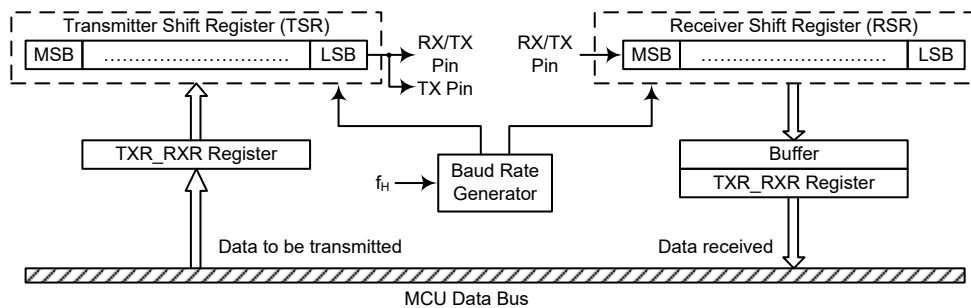 Transmitter Shift Register (TSR)
MSB
..............................
LSB
RX/TX
Pin
TX Pin
Receiver Shift Register (RSR)
RX/TX
Pin
MSB
..............................
LSB
TXR_RXR Register
fH
Baud Rate
Generator
Buffer
TXR_RXR Register
Data to be transmitted
Data received
MCU Data Bus